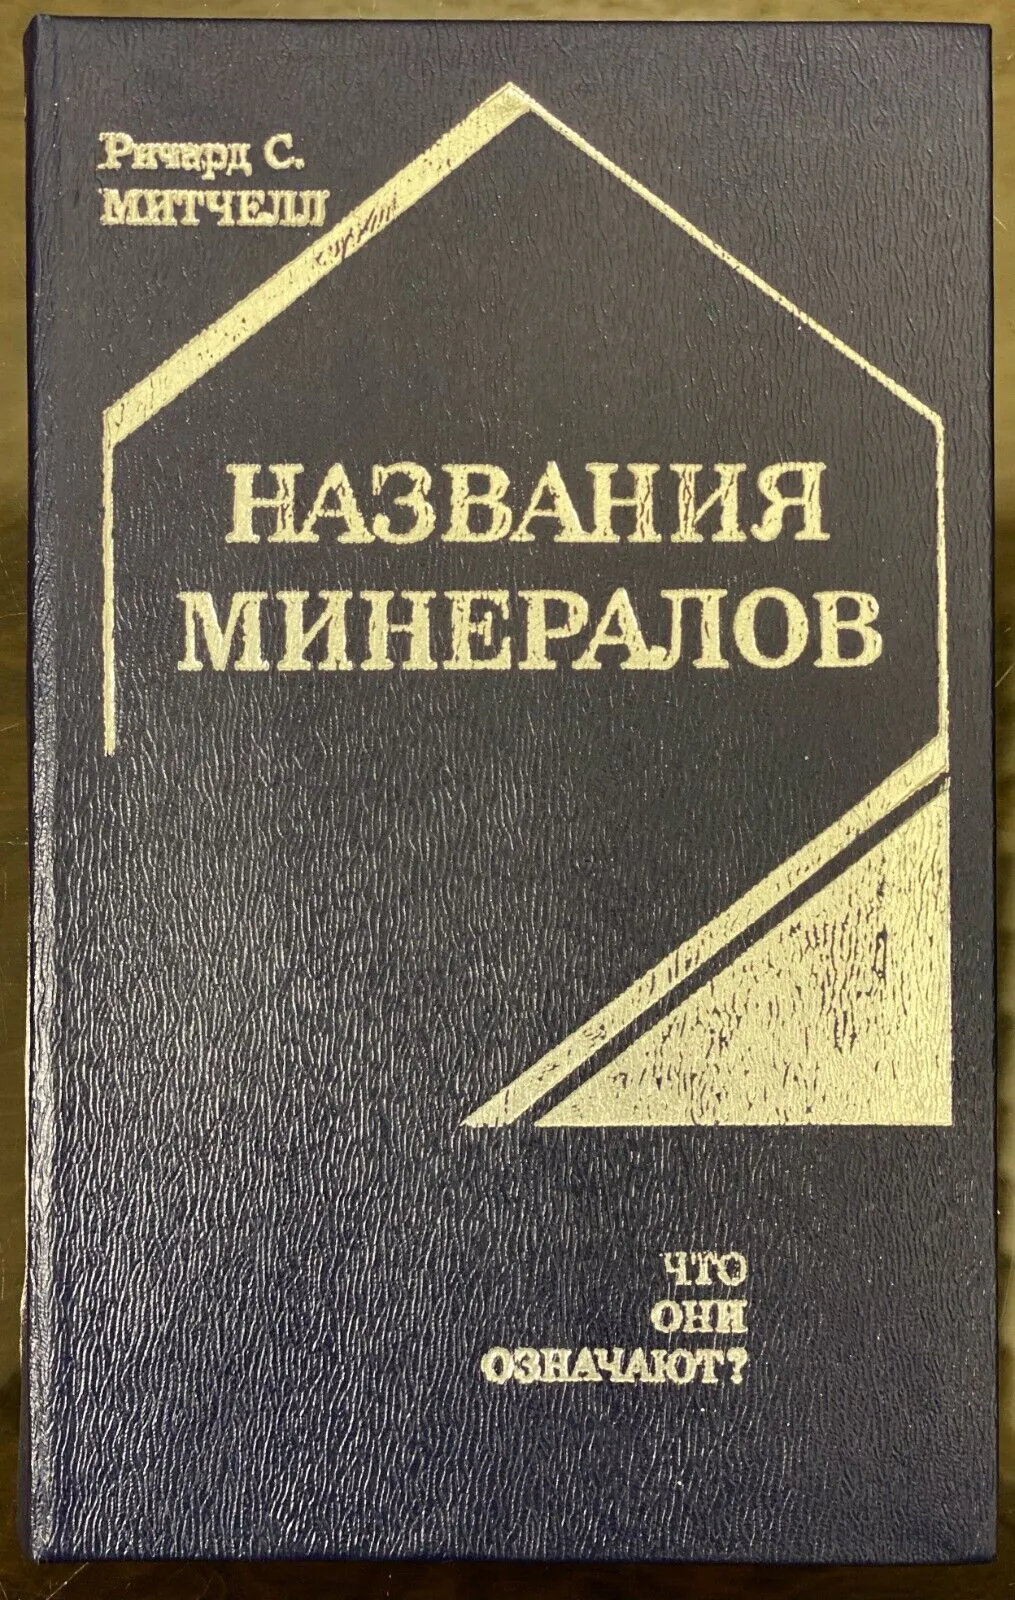 Ричард С.
МИТЧЕЛЛ
НАЗВАНИЯ
МИНЕРАЛОВ
ЧТО
ОНИ
ОЗНАЧАЮТ?